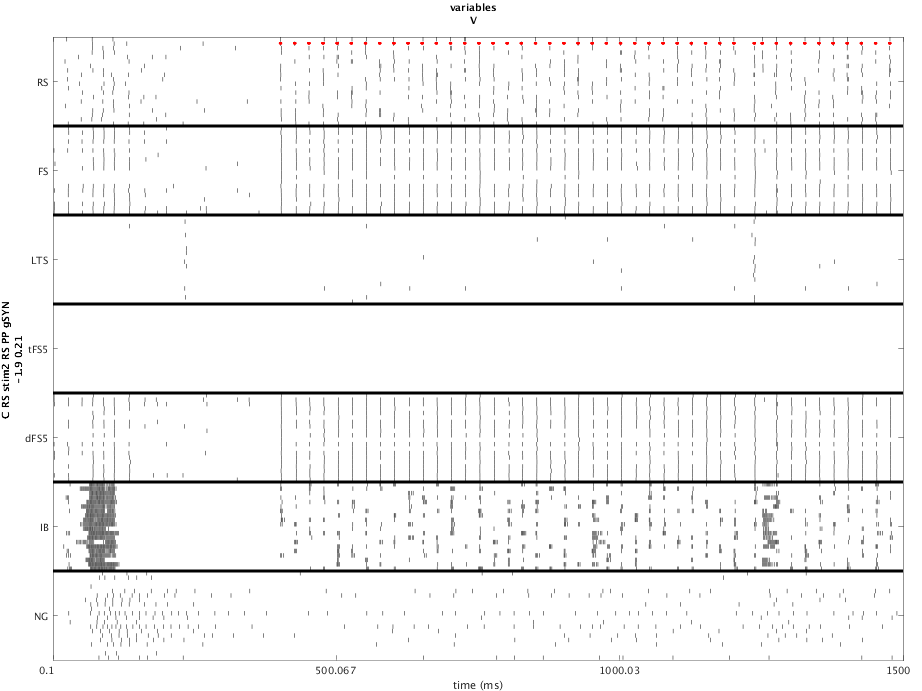 variables
V
RS
FS
LTS
tFS5
dFS5
IB
NG
C RS stim2 RS PP gSYN
-1.9 0.21
0.1
500.067
1000.03
1500
time (ms)